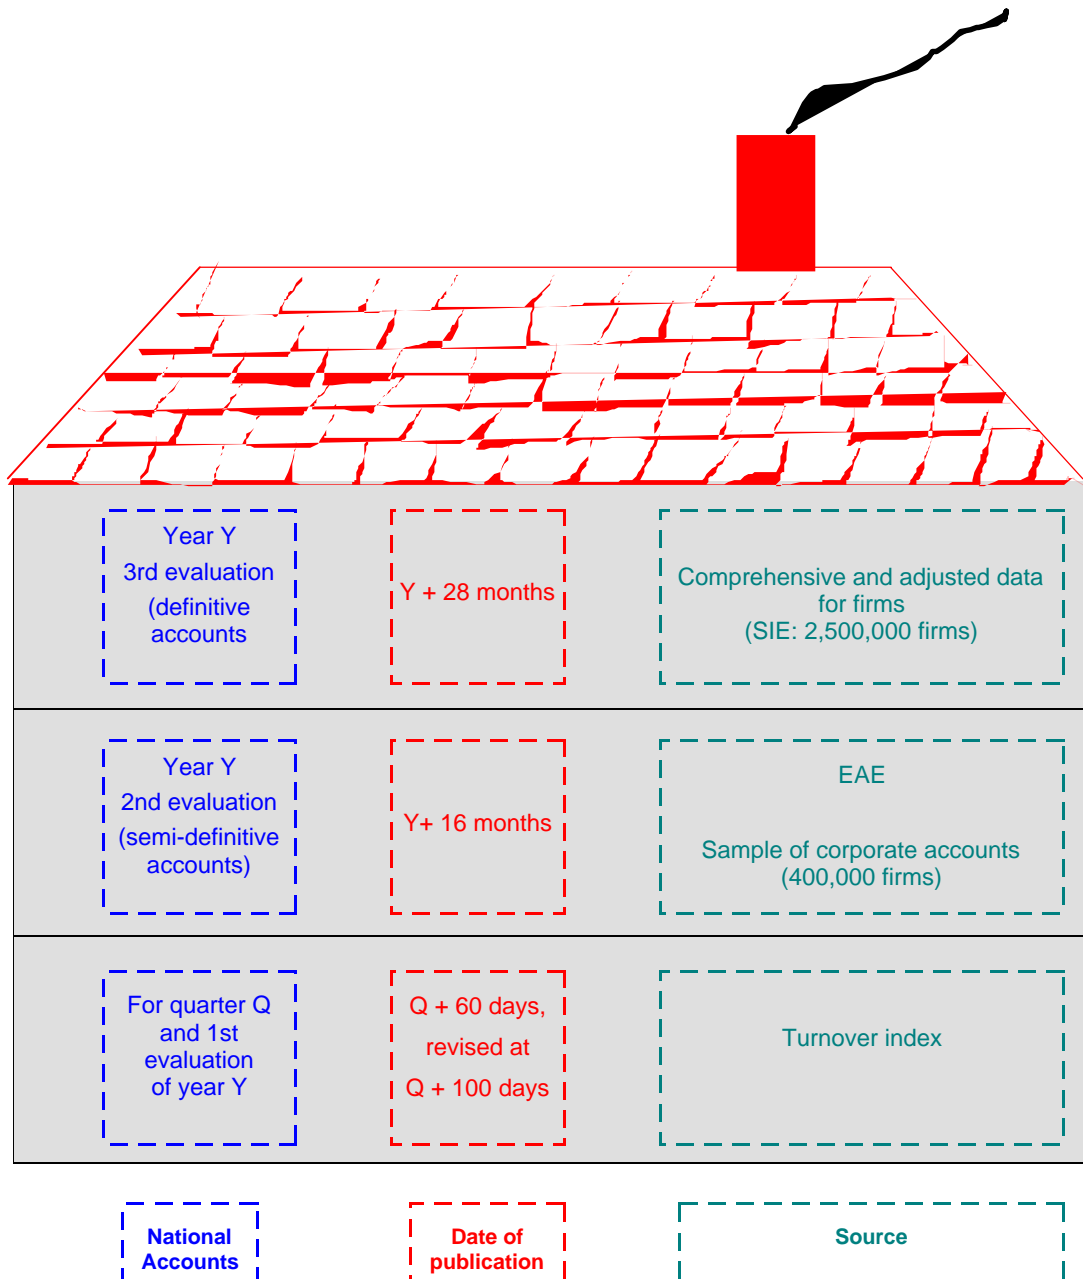 Year Y
3rd evaluation
(definitive
accounts
Y + 28 months
Comprehensive and adjusted data
for firms
(SIE: 2,500,000 firms)
Year Y
2nd evaluation
(semi-definitive
accounts)
Y+ 16 months
EAE
Sample of corporate accounts
(400,000 firms)
For quarter Q
and 1st
evaluation
of year Y
Q + 60 days,
revised at
Q + 100 days
Turnover index
National
Accounts
Date of
publication
Source